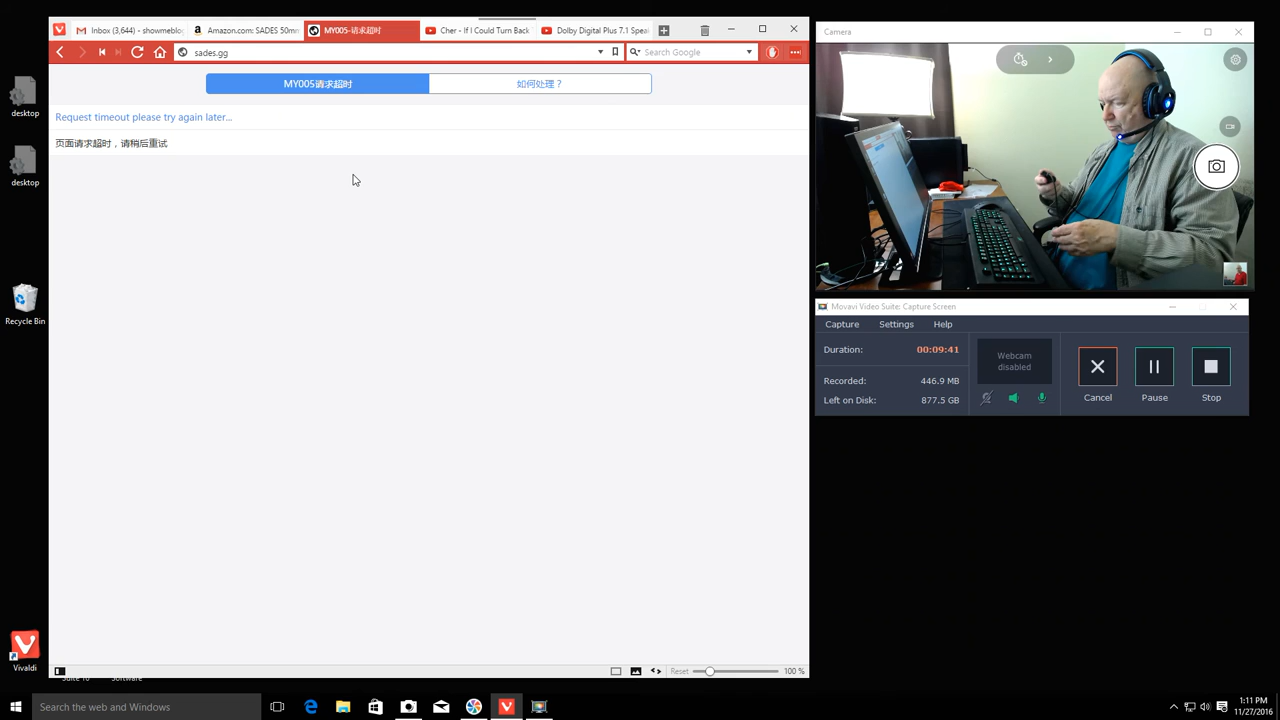 Inbox (3,644) - showmeblog
Amazon.com: SADES 50mm
MY005-请求超时
Cher - If I Could Turn Back
Dolby Digital Plus 7.1 Speak
sades.gg
Search Google
MY005请求超时
如何处理？
Request timeout please try again later...
页面请求超时，请稍后重试
Reset
100 %
Camera
Movavi Video Suite: Capture Screen
Capture
Settings
Help
Duration:
00:09:41
Recorded:
446.9 MB
Left on Disk:
877.5 GB
Webcam
disabled
Cancel
Pause
Stop
desktop
desktop
Recycle Bin
Vivaldi
Software
Search the web and Windows
1:11 PM
11/27/2016